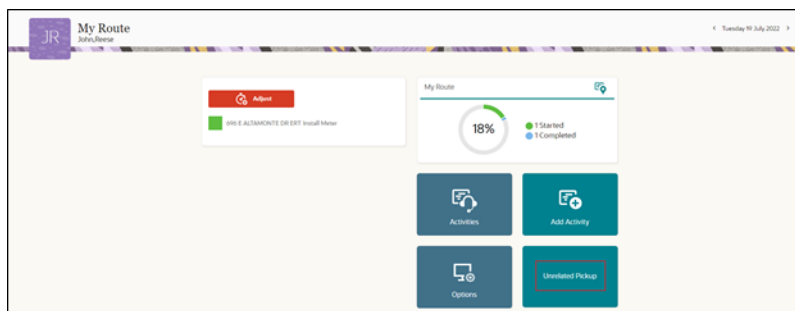 JR
My Route
John,Reese
Tuesday 19 July 2022
Adjust
696 E ALTAMONTE DR ERT Install Meter
My Route
18%
1 Started
1 Completed
Activities
Add Activity
Options
Unrelated Pickup